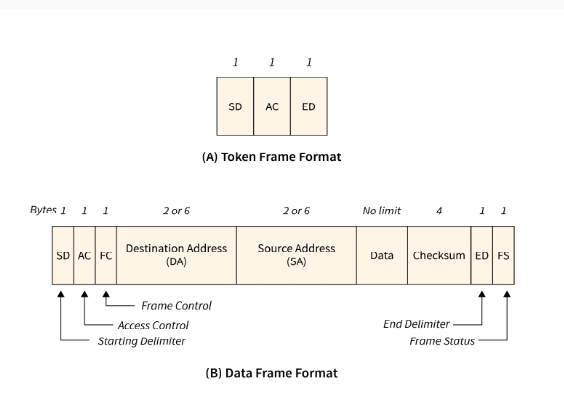 1 1 1
SD AC ED
(A) Token Frame Format
Bytes 1 1 1 2 or 6 2 or 6 No limit 4 1 1
SD AC FC Destination Address (DA) Source Address (SA) Data Checksum ED FS
Frame Control
Access Control
Starting Delimiter
End Delimiter
Frame Status
(B) Data Frame Format